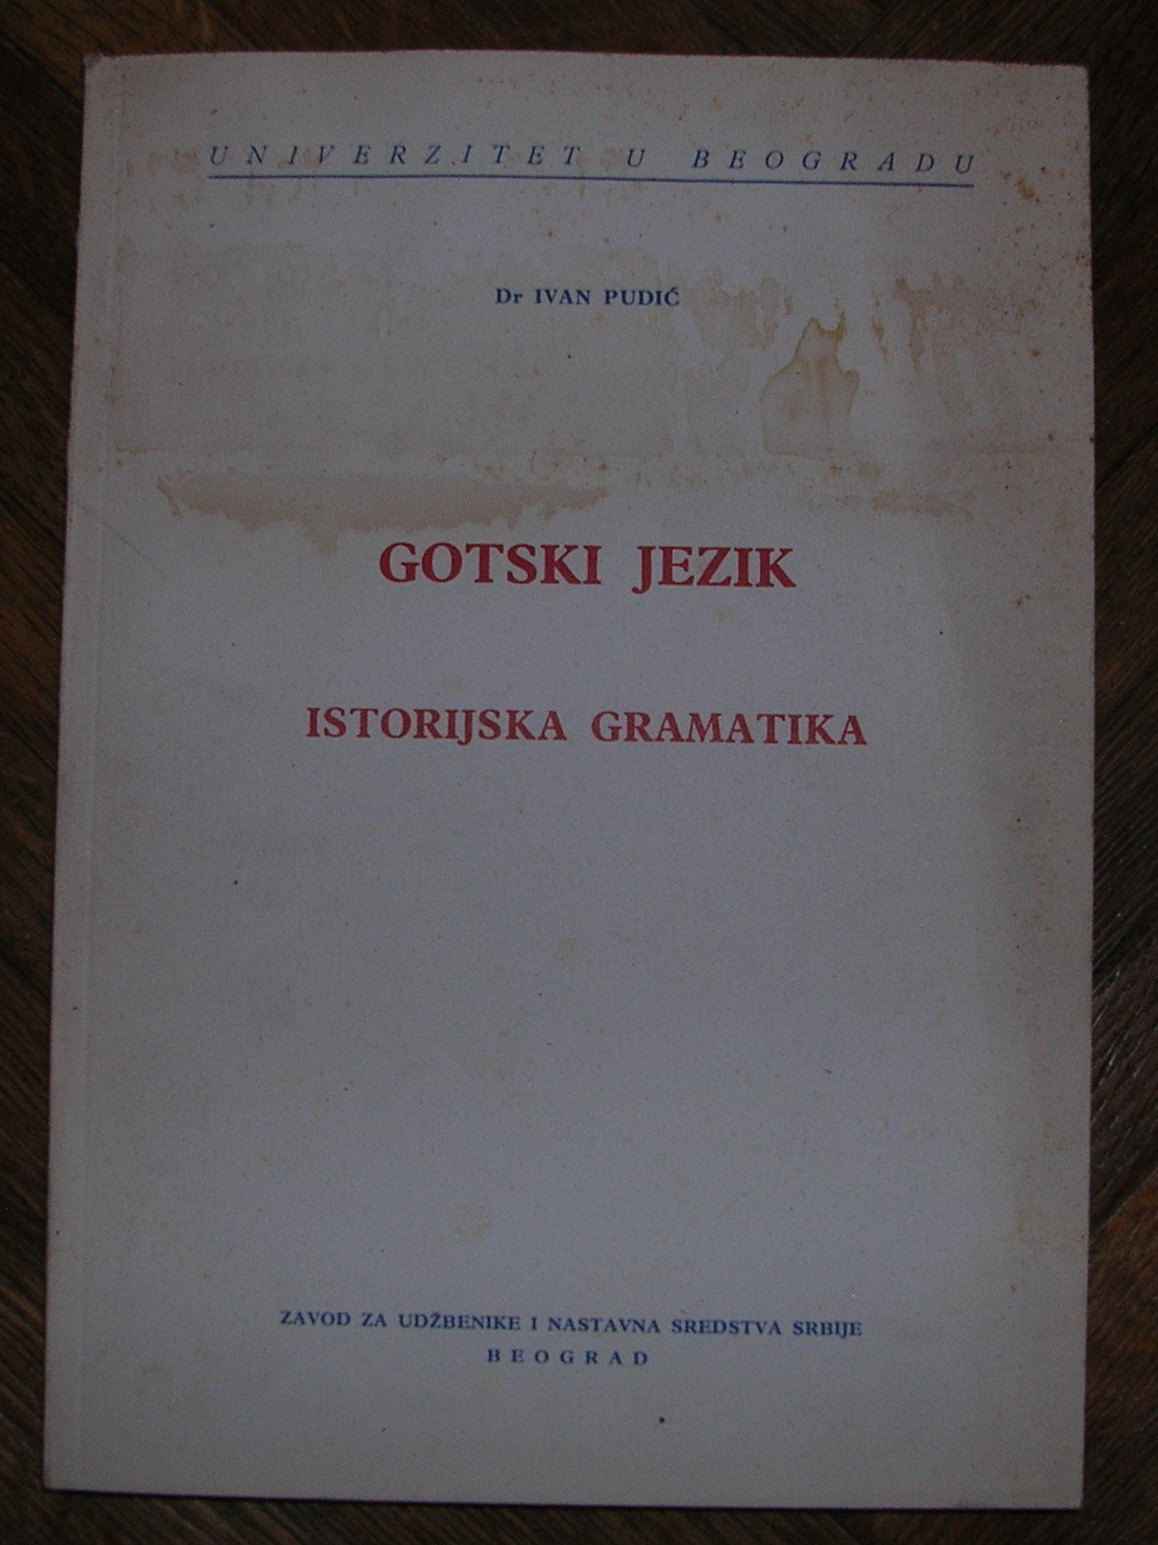 UNIVERZITET U BEOGRADU
Dr IVAN PUDIĆ
GOTSKI JEZIK
ISTORIJSKA GRAMATIKA
ZAVOD ZA UDŽBENIKE I NASTAVNA SREDSTVA SRBIJE
BEOGRAD